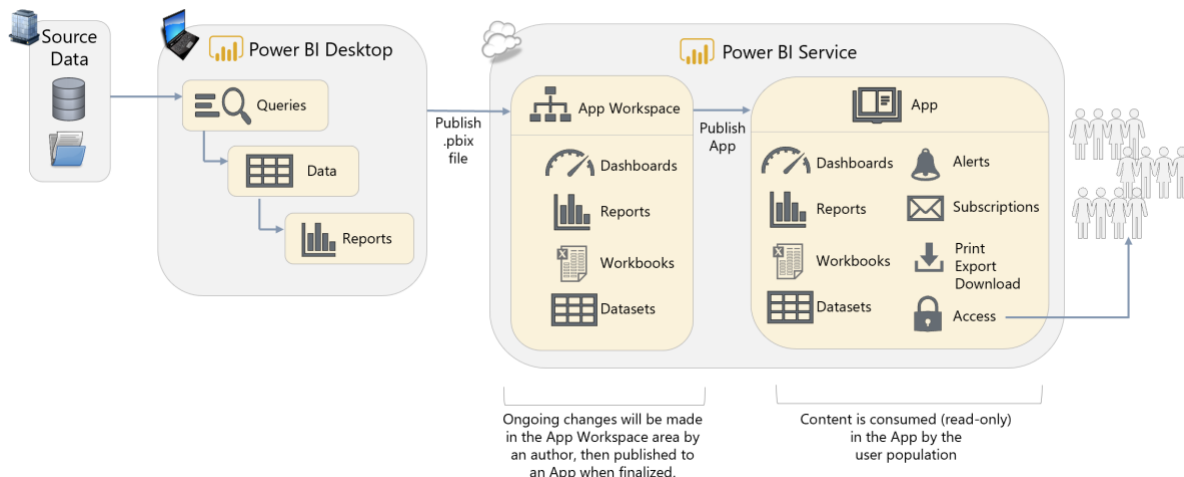 Source
Data
Power BI Desktop
Queries
Data
Reports
Publish
.pbix
file
Power BI Service
App Workspace
Dashboards
Reports
Workbooks
Datasets
Publish
App
App
Dashboards
Reports
Workbooks
Datasets
Alerts
Subscriptions
Print
Export
Download
Access
Ongoing changes will be made
in the App Workspace area by
an author, then published to
an App when finalized.
Content is consumed (read-only)
in the App by the
user population